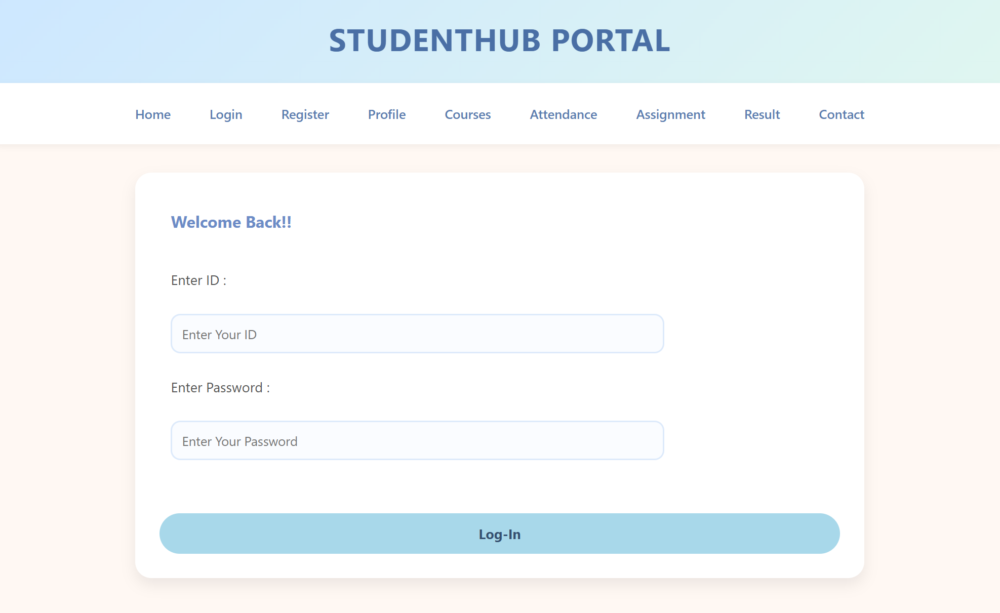 STUDENTHUB PORTAL
Home Login Register Profile Courses Attendance Assignment Result Contact
Welcome Back!!
Enter ID :
Enter Your ID
Enter Password :
Enter Your Password
Log-In